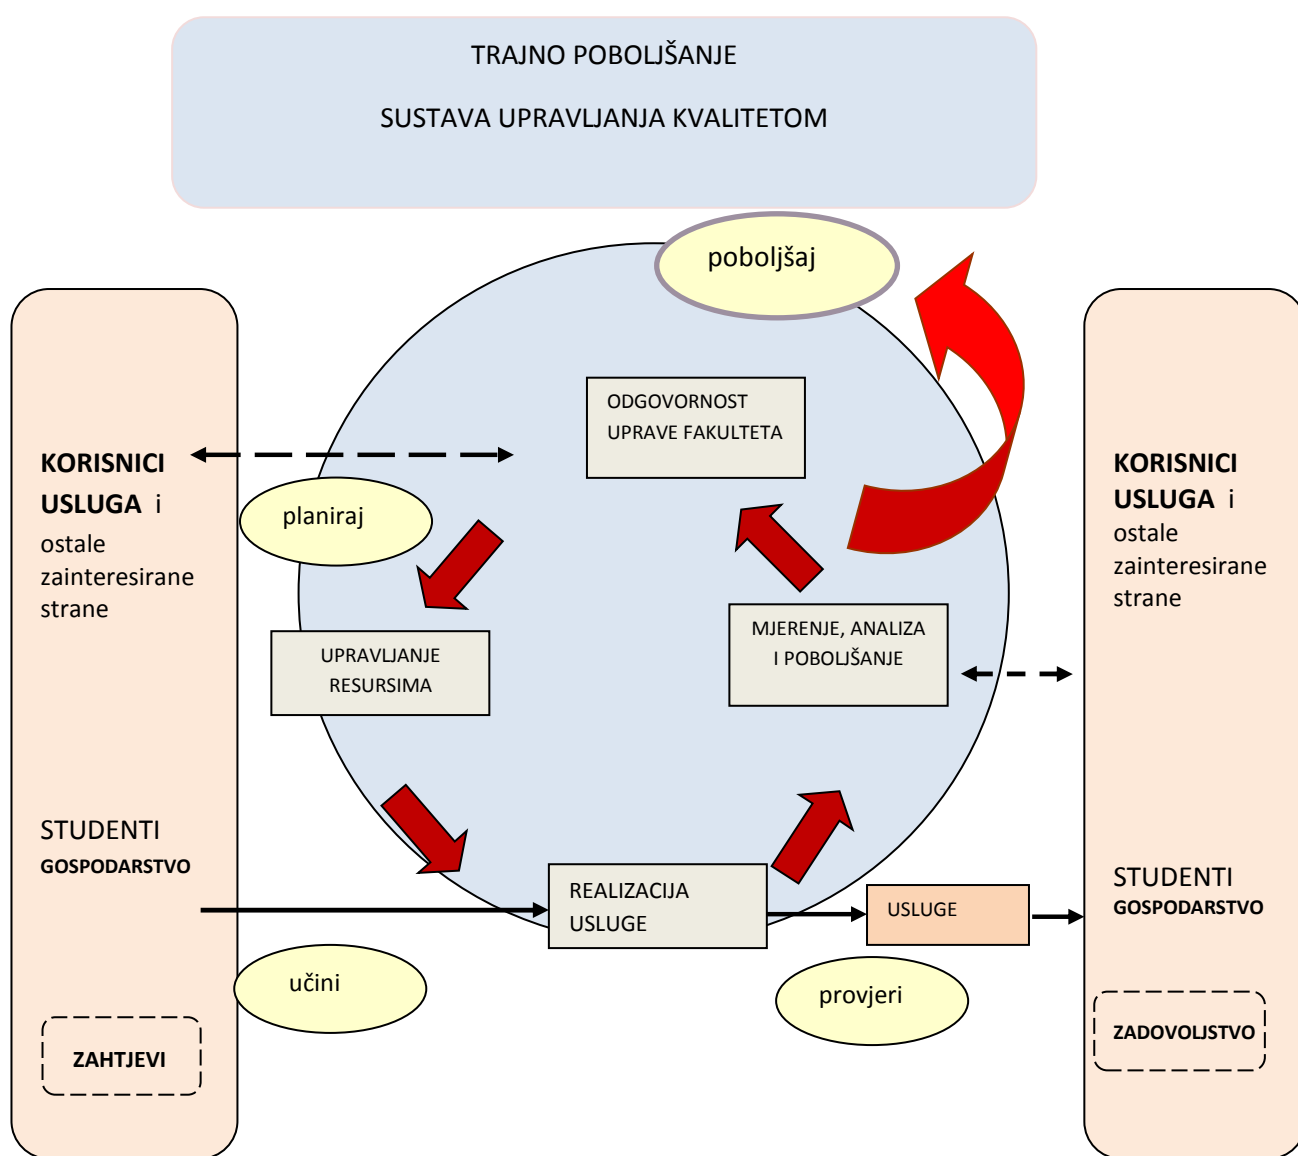 TRAJNO POBOLJŠANJE
SUSTAVA UPRAVLJANJA KVALITETOM
poboljšaj
ODGOVORNOST
UPRAVE FAKULTETA
KORISNICI
USLUGA i
ostale
zainteresirane
strane
planiraj
UPRAVLJANJE
RESURSIMA
MJERENJE, ANALIZA
I POBOLJŠANJE
KORISNICI
USLUGA i
ostale
zainteresirane
strane
STUDENTI
GOSPODARSTVO
REALIZACIJA
USLUGE
USLUGE
STUDENTI
GOSPODARSTVO
učini
provjeri
ZAHTJEVI
ZADOVOLJSTVO